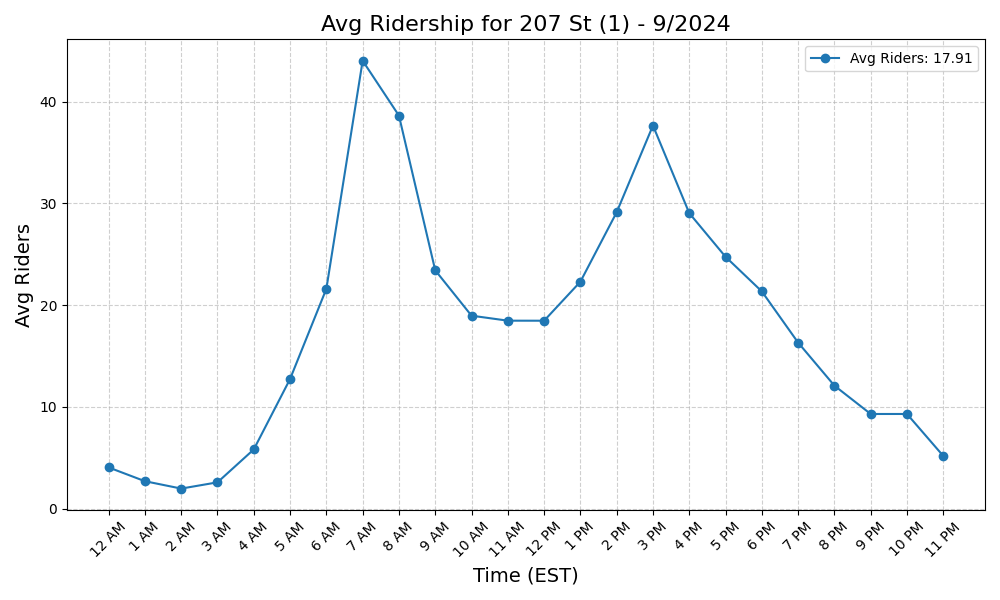 Avg Ridership for 207 St (1) - 9/2024
Avg Riders: 17.91
Avg Riders
40
30
20
10
0
12 AM
1 AM
2 AM
3 AM
4 AM
5 AM
6 AM
7 AM
8 AM
9 AM
10 AM
11 AM
12 PM
1 PM
2 PM
3 PM
4 PM
5 PM
6 PM
7 PM
8 PM
9 PM
10 PM
11 PM
Time (EST)